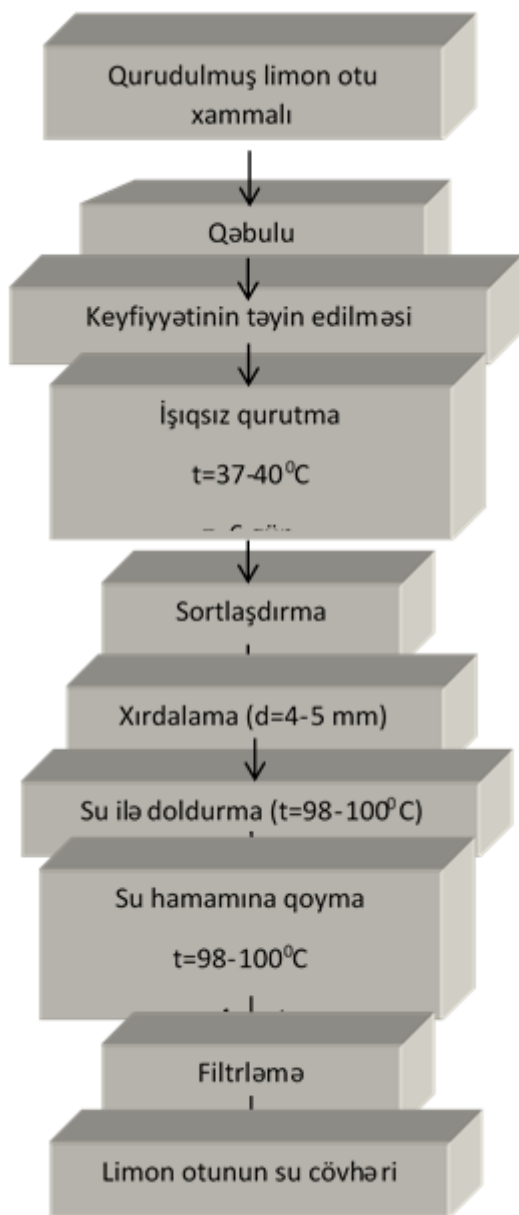 Qurudulmuş limon otu
xammalı
Qəbulu
Keyfiyyətinin təyin edilməsi
İşıqsız qurutma
t=37-40⁰C
Sortlaşdırma
Xırdalama (d=4-5 mm)
Su ilə doldurma (t=98-100⁰C)
Su hamamına qoyma
t=98-100⁰C
Filtrləmə
Limon otunun su cövhəri